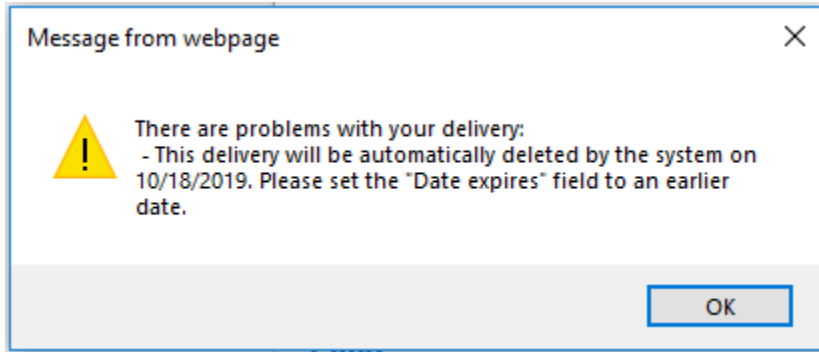 Message from webpage
There are problems with your delivery:
- This delivery will be automatically deleted by the system on
10/18/2019. Please set the "Date expires" field to an earlier
date.
OK